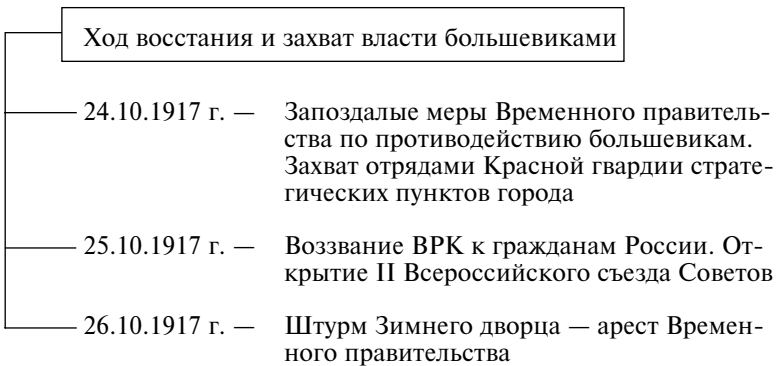 Ход восстания и захват власти большевиками
24.10.1917 г. — Запоздалые меры Временного правитель-
ства по противодействию большевикам.
Захват отрядами Красной гвардии страте-
гических пунктов города
25.10.1917 г. — Воззвание ВРК к гражданам России. От-
крытие II Всероссийского съезда Советов
26.10.1917 г. — Штурм Зимнего дворца — арест Времен-
ного правительства